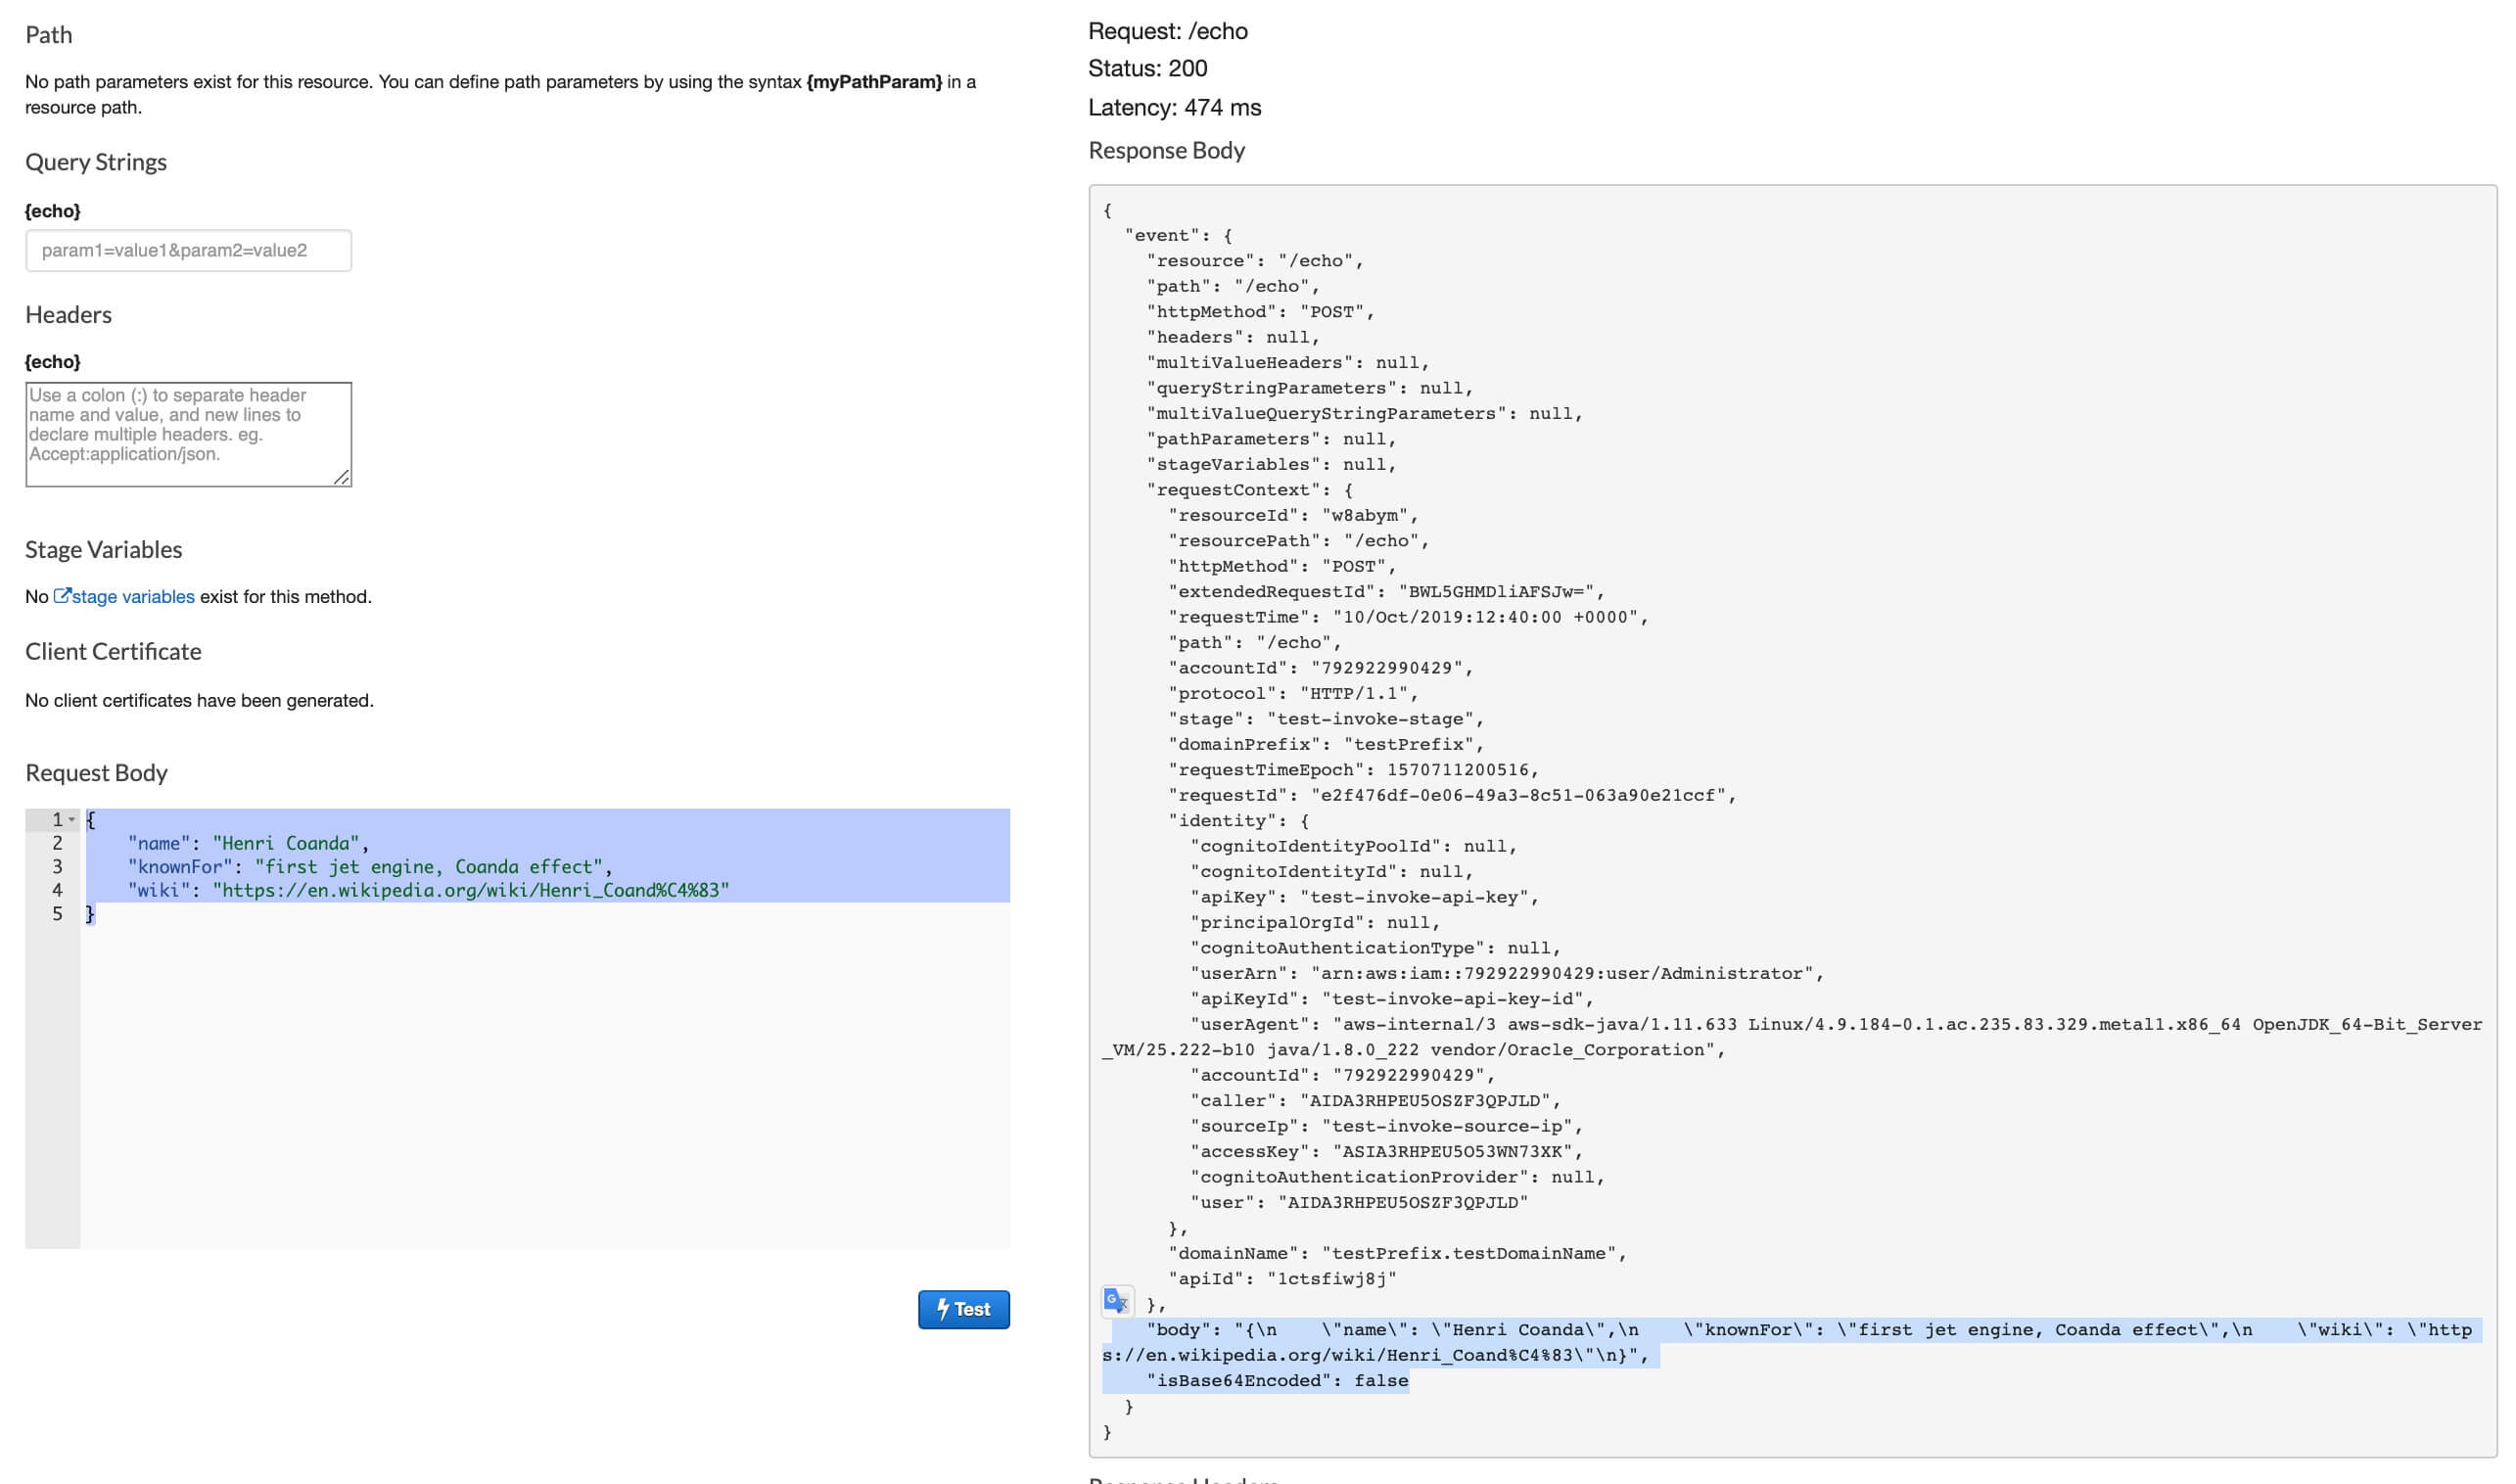 Path
No path parameters exist for this resource. You can define path parameters by using the syntax {myPathParam} in a
resource path.
Query Strings
{echo}
param1=value1&param2=value2
Headers
{echo}
Use a colon (:) to separate header
name and value, and new lines to
declare multiple headers. eg.
Accept:application/json.
Stage Variables
No stage variables exist for this method.
Client Certificate
No client certificates have been generated.
Request Body
1 {
2 "name": "Henri Coanda",
3 "knownFor": "first jet engine, Coanda effect",
4 "wiki": "https://en.wikipedia.org/wiki/Henri_Coand%C4%83"
5 }
Test
Request: /echo
Status: 200
Latency: 474 ms
Response Body
{
"event": {
"resource": "/echo",
"path": "/echo",
"httpMethod": "POST",
"headers": null,
"multiValueHeaders": null,
"queryStringParameters": null,
"multiValueQueryStringParameters": null,
"pathParameters": null,
"stageVariables": null,
"requestContext": {
"resourceId": "w8abym",
"resourcePath": "/echo",
"httpMethod": "POST",
"extendedRequestId": "BWL5GHMDliAFSJw=",
"requestTime": "10/Oct/2019:12:40:00 +0000",
"path": "/echo",
"accountId": "792922990429",
"protocol": "HTTP/1.1",
"stage": "test-invoke-stage",
"domainPrefix": "testPrefix",
"requestTimeEpoch": 1570711200516,
"requestId": "e2f476df-0e06-49a3-8c51-063a90e21ccf",
"identity": {
"cognitoIdentityPoolId": null,
"cognitoIdentityId": null,
"apiKey": "test-invoke-api-key",
"principalOrgId": null,
"cognitoAuthenticationType": null,
"userArn": "arn:aws:iam::792922990429:user/Administrator",
"apiKeyId": "test-invoke-api-key-id",
"userAgent": "aws-internal/3 aws-sdk-java/1.11.633 Linux/4.9.184-0.1.ac.235.83.329.metal1.x86_64 OpenJDK_64-Bit_Server
_VM/25.222-b10 java/1.8.0_222 vendor/Oracle_Corporation",
"accountId": "792922990429",
"caller": "AIDA3RHPEU5OSZF3QPJLD",
"sourceIp": "test-invoke-source-ip",
"accessKey": "ASIA3RHPEU5O53WN73XK",
"cognitoAuthenticationProvider": null,
"user": "AIDA3RHPEU5OSZF3QPJLD"
},
"domainName": "testPrefix.testDomainName",
"apiId": "1ctsfiwj8j"
},
"body": "{\n    \"name\": \"Henri Coanda\",\n    \"knownFor\": \"first jet engine, Coanda effect\",\n    \"wiki\": \"http
s://en.wikipedia.org/wiki/Henri_Coand%C4%83\"\n}",
"isBase64Encoded": false
}
}